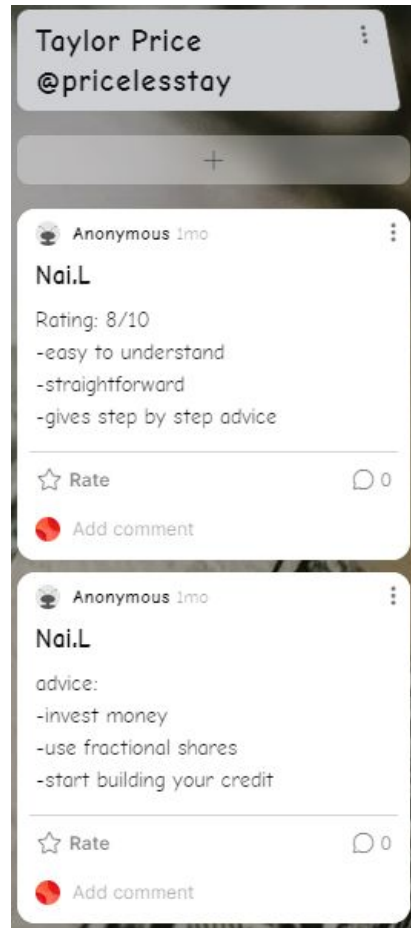 Taylor Price
@pricelesstay
+
Anonymous 1mo
Nai.L
Rating: 8/10
-easy to understand
-straightforward
-gives step by step advice
Rate 0
Add comment
Anonymous 1mo
Nai.L
advice:
-invest money
-use fractional shares
-start building your credit
Rate 0
Add comment